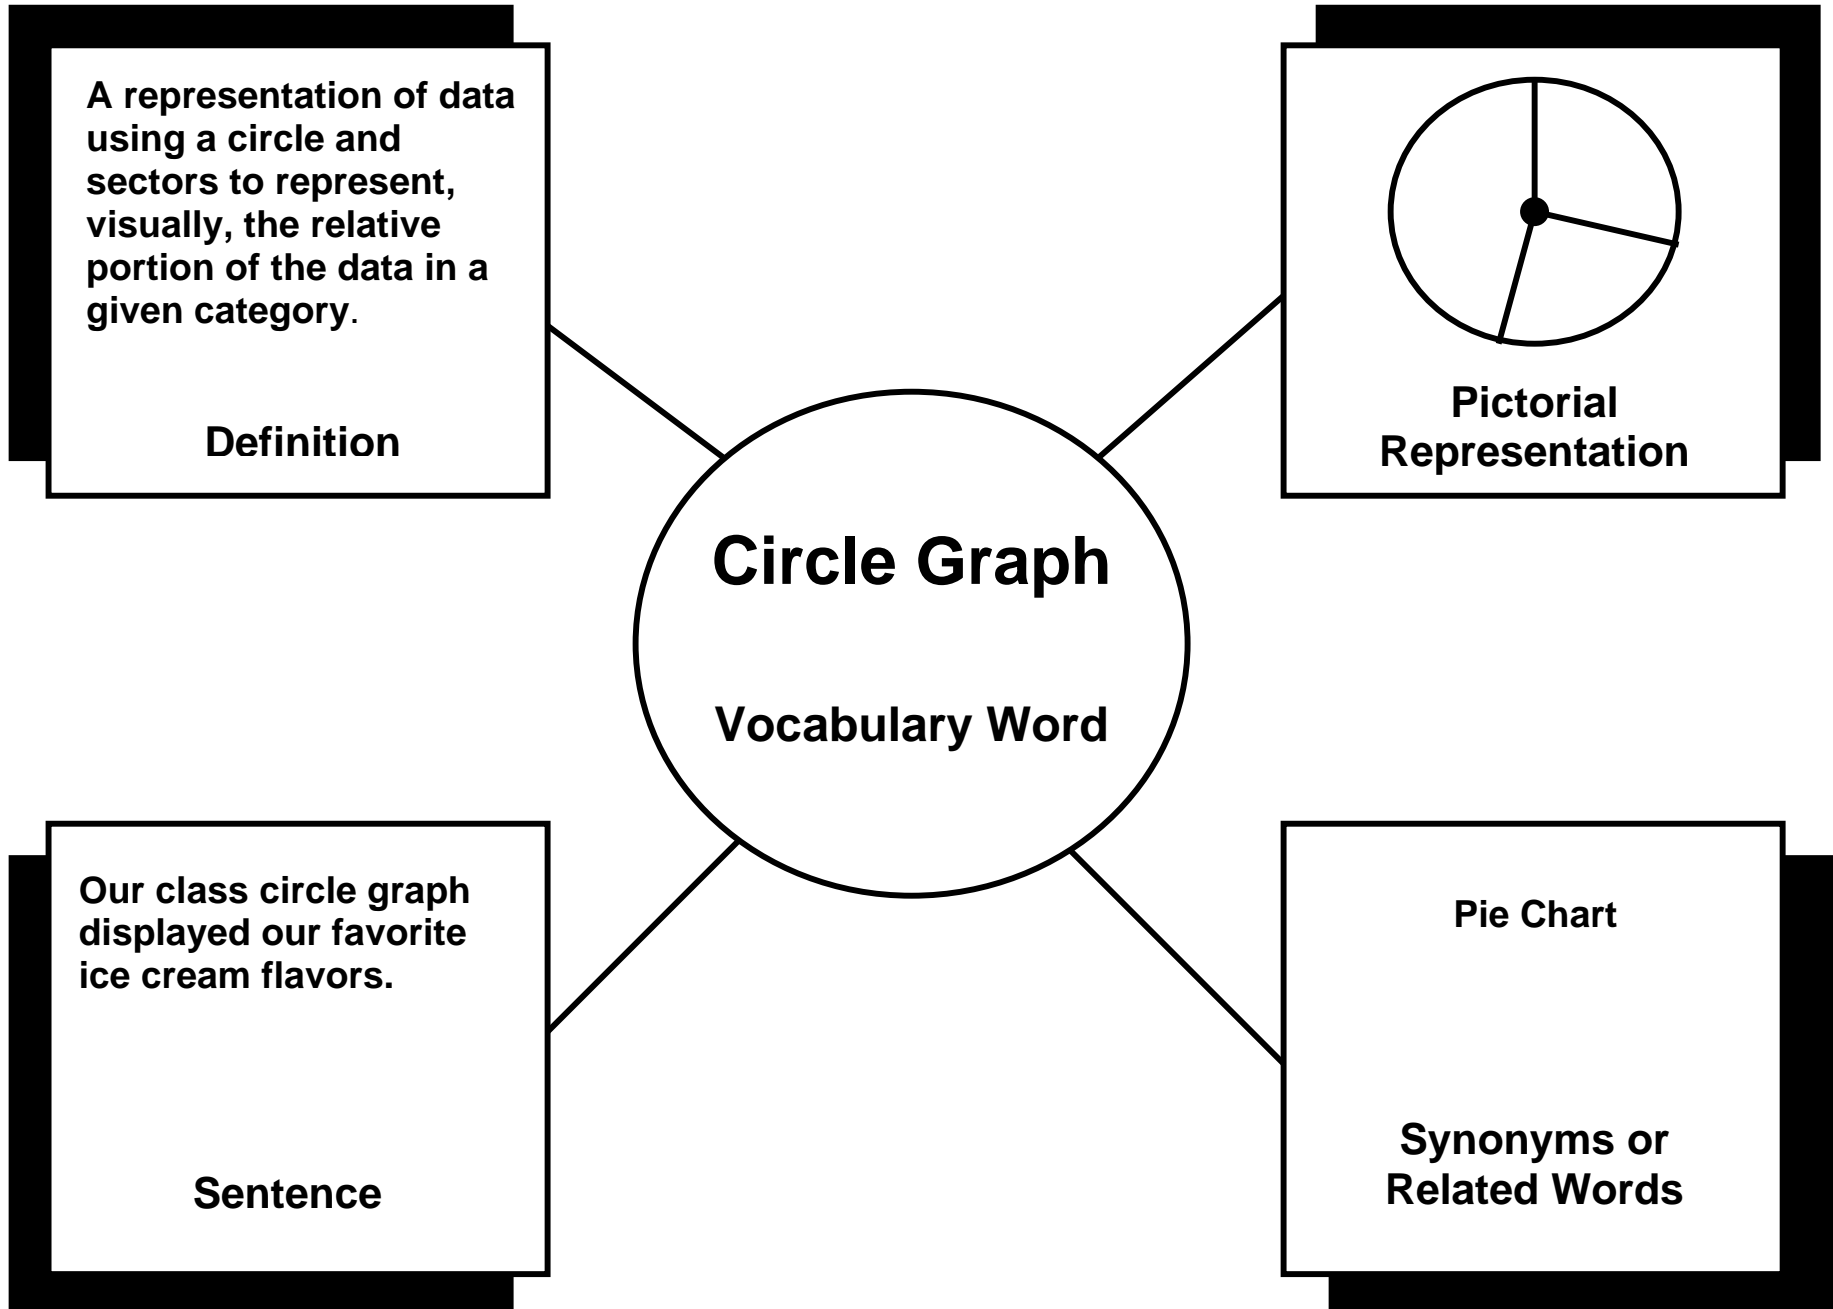 A representation of data
using a circle and
sectors to represent,
visually, the relative
portion of the data in a
given category.
Definition
Pictorial
Representation
Circle Graph
Vocabulary Word
Our class circle graph
displayed our favorite
ice cream flavors.
Sentence
Pie Chart
Synonyms or
Related Words